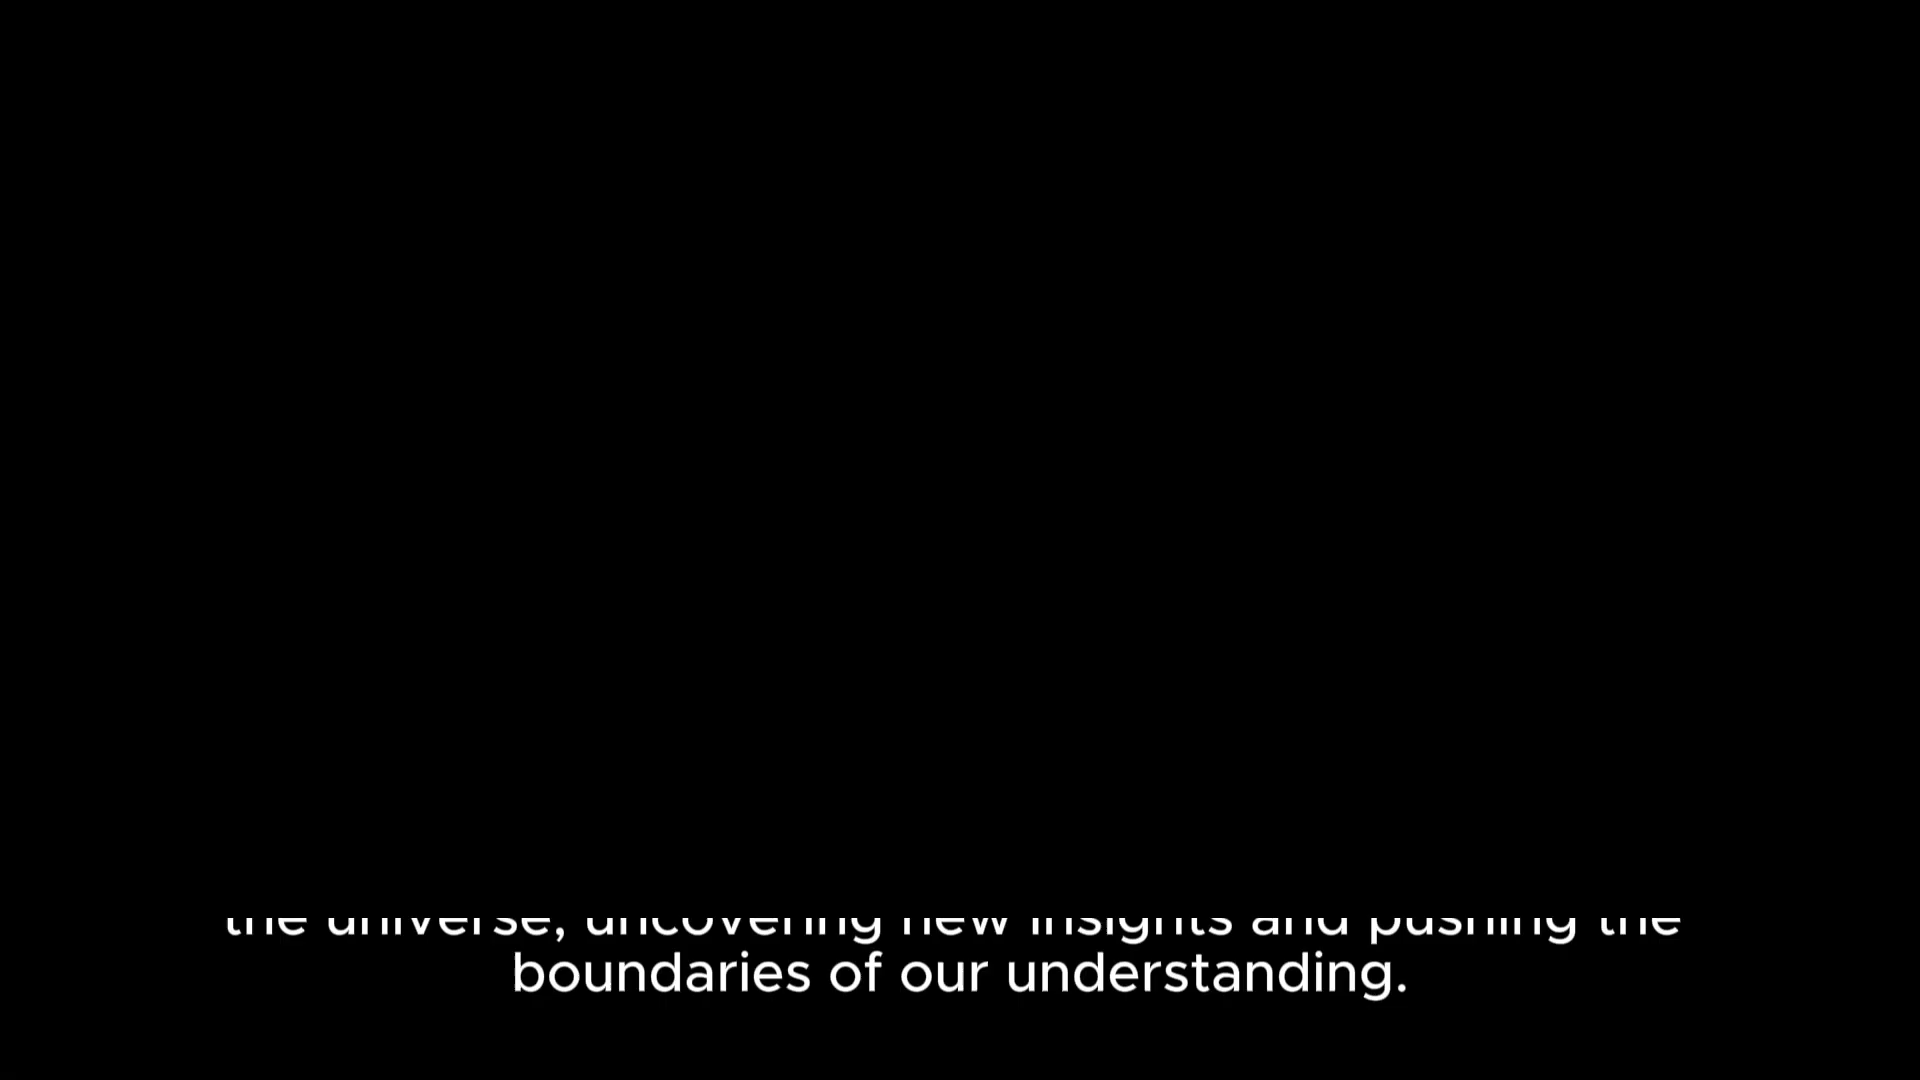 the universe, uncovering new insights and pushing the
boundaries of our understanding.